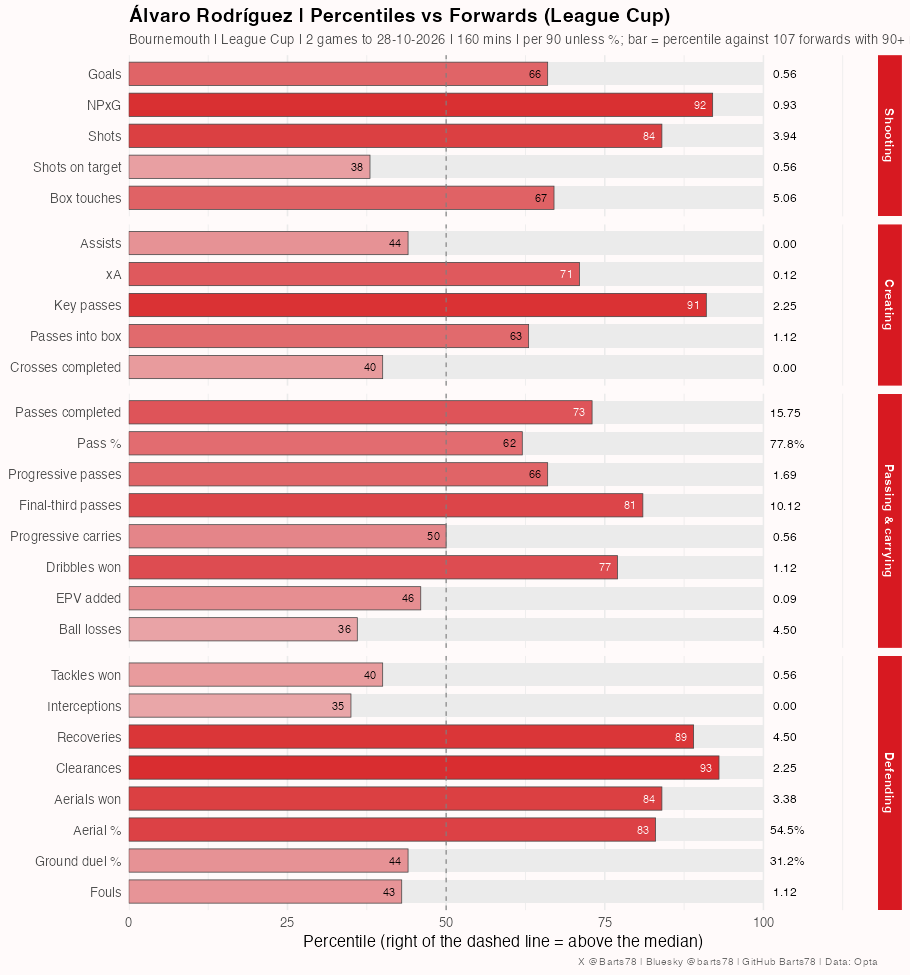 Álvaro Rodríguez | Percentiles vs Forwards (League Cup)
Bournemouth | League Cup | 2 games to 28-10-2026 | 160 mins | per 90 unless %; bar = percentile against 107 forwards with 90+
Goals 66 0.56
NPxG 92 0.93
Shots 84 3.94
Shots on target 38 0.56
Box touches 67 5.06
Shooting
Assists 44 0.00
xA 71 0.12
Key passes 91 2.25
Passes into box 63 1.12
Crosses completed 40 0.00
Creating
Passes completed 73 15.75
Pass % 62 77.8%
Progressive passes 66 1.69
Final-third passes 81 10.12
Progressive carries 50 0.56
Dribbles won 77 1.12
EPV added 46 0.09
Ball losses 36 4.50
Passing & carrying
Tackles won 40 0.56
Interceptions 35 0.00
Recoveries 89 4.50
Clearances 93 2.25
Aerials won 84 3.38
Aerial % 83 54.5%
Ground duel % 44 31.2%
Fouls 43 1.12
Defending
0 25 50 75 100
Percentile (right of the dashed line = above the median)
X @Barts78 | Bluesky @barts78 | GitHub Barts78 | Data: Opta